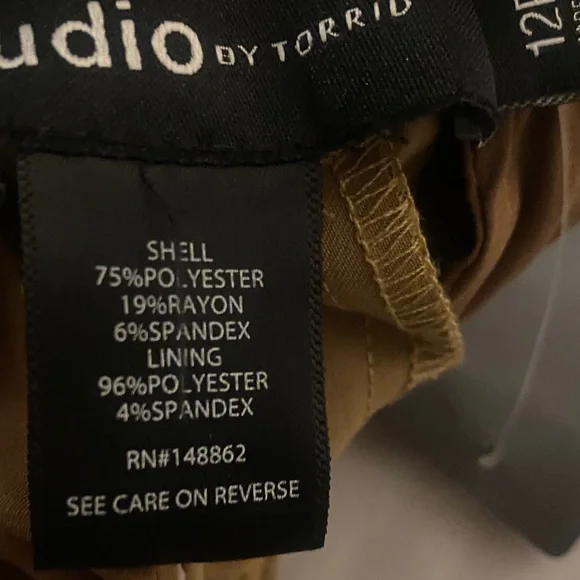 udio BY TORRID
12R
SHELL
75%POLYESTER
19%RAYON
6%SPANDEX
LINING
96%POLYESTER
4%SPANDEX
RN#148862
SEE CARE ON REVERSE